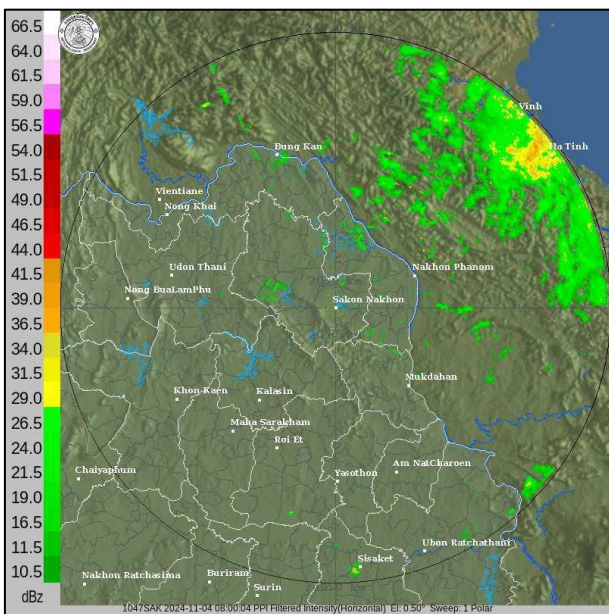 66.5
64.0
61.5
59.0
56.5
54.0
51.5
49.0
46.5
44.0
41.5
39.0
36.5
34.0
31.5
29.0
26.5
24.0
21.5
19.0
16.5
14.0
11.5
10.5
dBz
Vinh
Ha Tinh
Bung Kan
Vientiane
Nong Khai
Udon Thani
Nakhon Phanom
Nong BuaLamPhu
Sakon Nakhon
Mukdahan
Khon Kaen
Kalasin
Maha Sarakham
Roi Et
Chaiyaphum
Yasothon
Am NatCharoen
Ubon Ratchathani
Sisaket
Nakhon Ratchasima
Buriram
Surin
1047SAK 2024-11-04 08:00:04 PPI Filtered Intensity(Horizontal) El: 0.50° Sweep: 1 Polar